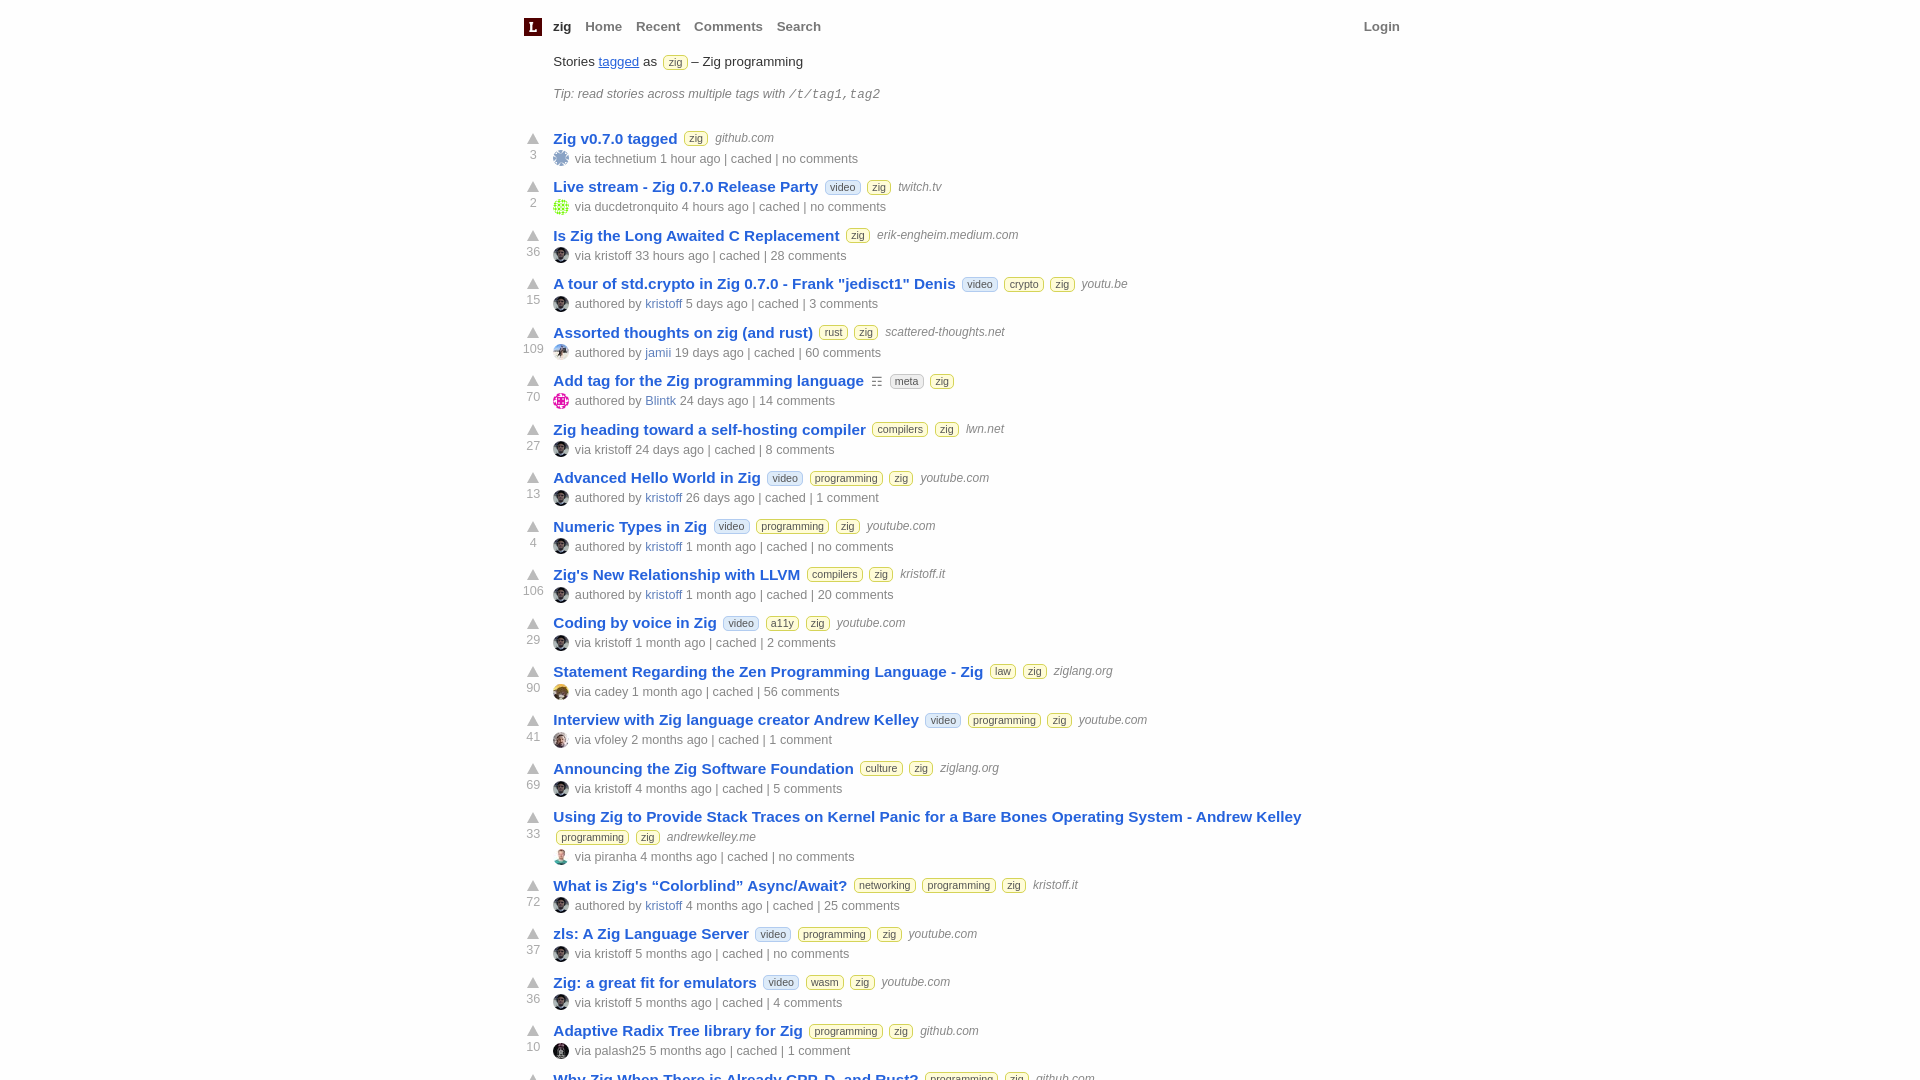 L zig Home Recent Comments Search Login
Stories tagged as zig – Zig programming
Tip: read stories across multiple tags with /t/tag1,tag2
Zig v0.7.0 tagged zig github.com
3 via technetium 1 hour ago | cached | no comments
Live stream - Zig 0.7.0 Release Party video zig twitch.tv
2 via ducdetronquito 4 hours ago | cached | no comments
Is Zig the Long Awaited C Replacement zig erik-engheim.medium.com
36 via kristoff 33 hours ago | cached | 28 comments
A tour of std.crypto in Zig 0.7.0 - Frank "jedisct1" Denis video crypto zig youtu.be
15 authored by kristoff 5 days ago | cached | 3 comments
Assorted thoughts on zig (and rust) rust zig scattered-thoughts.net
109 authored by jamii 19 days ago | cached | 60 comments
Add tag for the Zig programming language ☶ meta zig
70 authored by Blintk 24 days ago | 14 comments
Zig heading toward a self-hosting compiler compilers zig lwn.net
27 via kristoff 24 days ago | cached | 8 comments
Advanced Hello World in Zig video programming zig youtube.com
13 authored by kristoff 26 days ago | cached | 1 comment
Numeric Types in Zig video programming zig youtube.com
4 authored by kristoff 1 month ago | cached | no comments
Zig's New Relationship with LLVM compilers zig kristoff.it
106 authored by kristoff 1 month ago | cached | 20 comments
Coding by voice in Zig video a11y zig youtube.com
29 via kristoff 1 month ago | cached | 2 comments
Statement Regarding the Zen Programming Language - Zig law zig ziglang.org
90 via cadey 1 month ago | cached | 56 comments
Interview with Zig language creator Andrew Kelley video programming zig youtube.com
41 via vfoley 2 months ago | cached | 1 comment
Announcing the Zig Software Foundation culture zig ziglang.org
69 via kristoff 4 months ago | cached | 5 comments
Using Zig to Provide Stack Traces on Kernel Panic for a Bare Bones Operating System - Andrew Kelley
33 programming zig andrewkelley.me
via piranha 4 months ago | cached | no comments
What is Zig's “Colorblind” Async/Await? networking programming zig kristoff.it
72 authored by kristoff 4 months ago | cached | 25 comments
zls: A Zig Language Server video programming zig youtube.com
37 via kristoff 5 months ago | cached | no comments
Zig: a great fit for emulators video wasm zig youtube.com
36 via kristoff 5 months ago | cached | 4 comments
Adaptive Radix Tree library for Zig programming zig github.com
10 via palash25 5 months ago | cached | 1 comment
Why Zig When There is Already CPP, D, and Rust? programming zig github.com